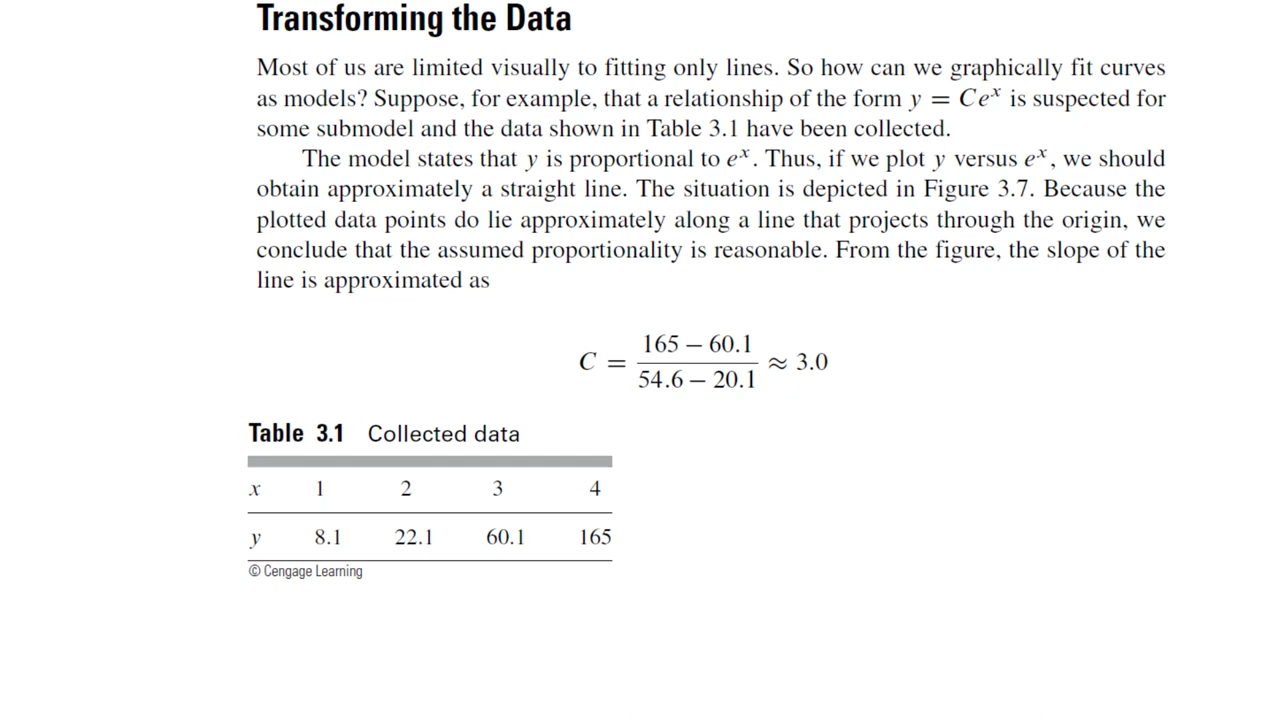 Transforming the Data
Most of us are limited visually to fitting only lines. So how can we graphically fit curves
as models? Suppose, for example, that a relationship of the form y = Ceˣ is suspected for
some submodel and the data shown in Table 3.1 have been collected.
The model states that y is proportional to eˣ. Thus, if we plot y versus eˣ, we should
obtain approximately a straight line. The situation is depicted in Figure 3.7. Because the
plotted data points do lie approximately along a line that projects through the origin, we
conclude that the assumed proportionality is reasonable. From the figure, the slope of the
line is approximated as
C = (165 − 60.1) / (54.6 − 20.1) ≈ 3.0
Table 3.1 Collected data
x 1 2 3 4
y 8.1 22.1 60.1 165
© Cengage Learning